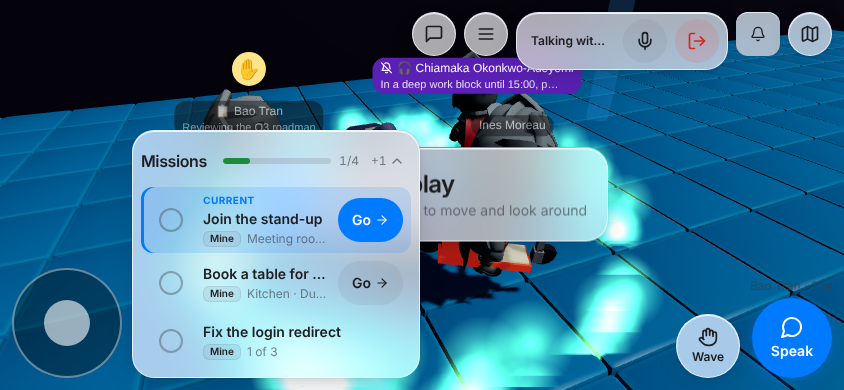 Talking wit...
Chiamaka Okonkwo-Adeyemi
In a deep work block until 15:00, p...
Bao Tran
Reviewing the Q3 roadmap
Ines Moreau
Missions
1/4
+1
play
to move and look around
CURRENT
Join the stand-up
Mine Meeting roo...
Go →
Book a table for ...
Mine Kitchen · Du...
Go →
Fix the login redirect
Mine 1 of 3
Wave
Speak